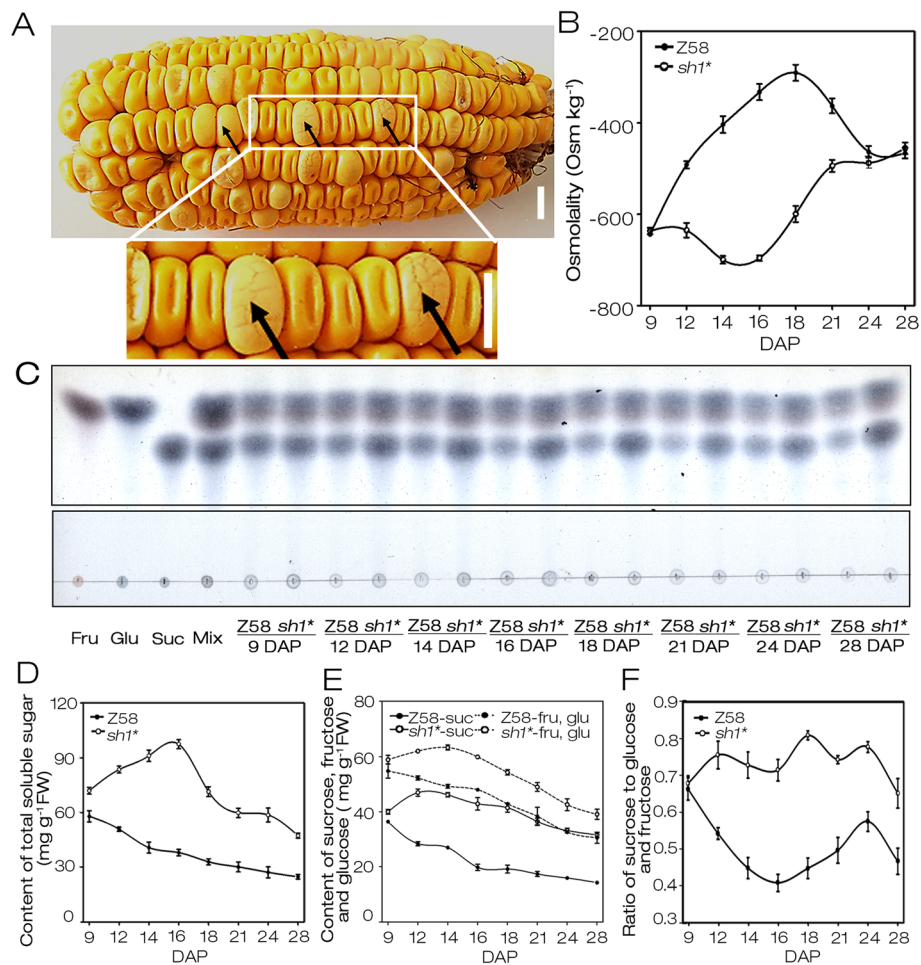 A
B
Osmolality (Osm kg⁻¹)
-200
-400
-600
-800
Z58
sh1*
9 12 14 16 18 21 24 28
DAP
C
Fru Glu Suc Mix Z58 sh1* Z58 sh1* Z58 sh1* Z58 sh1* Z58 sh1* Z58 sh1* Z58 sh1* Z58 sh1*
9 DAP 12 DAP 14 DAP 16 DAP 18 DAP 21 DAP 24 DAP 28 DAP
D
Content of total soluble sugar
(mg g⁻¹FW)
120
90
60
30
0
Z58
sh1*
9 12 14 16 18 21 24 28
DAP
E
Content of sucrose, fructose
and glucose ( mg g⁻¹FW)
80
60
40
20
0
Z58-suc Z58-fru, glu
sh1*-suc sh1*-fru, glu
9 12 14 16 18 21 24 28
DAP
F
Ratio of sucrose to glucose
and fructose
0.9
0.8
0.7
0.6
0.5
0.4
0.3
Z58
sh1*
9 12 14 16 18 21 24 28
DAP